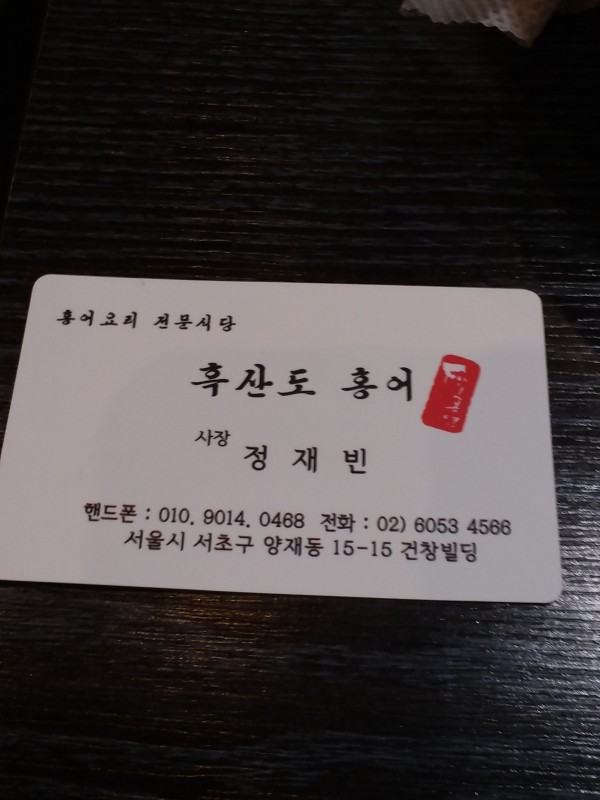 홍어요리 전문식당
흑산도 홍어
사장 정 재 빈
핸드폰 : 010. 9014. 0468 전화 : 02) 6053 4566
서울시 서초구 양재동 15-15 건창빌딩